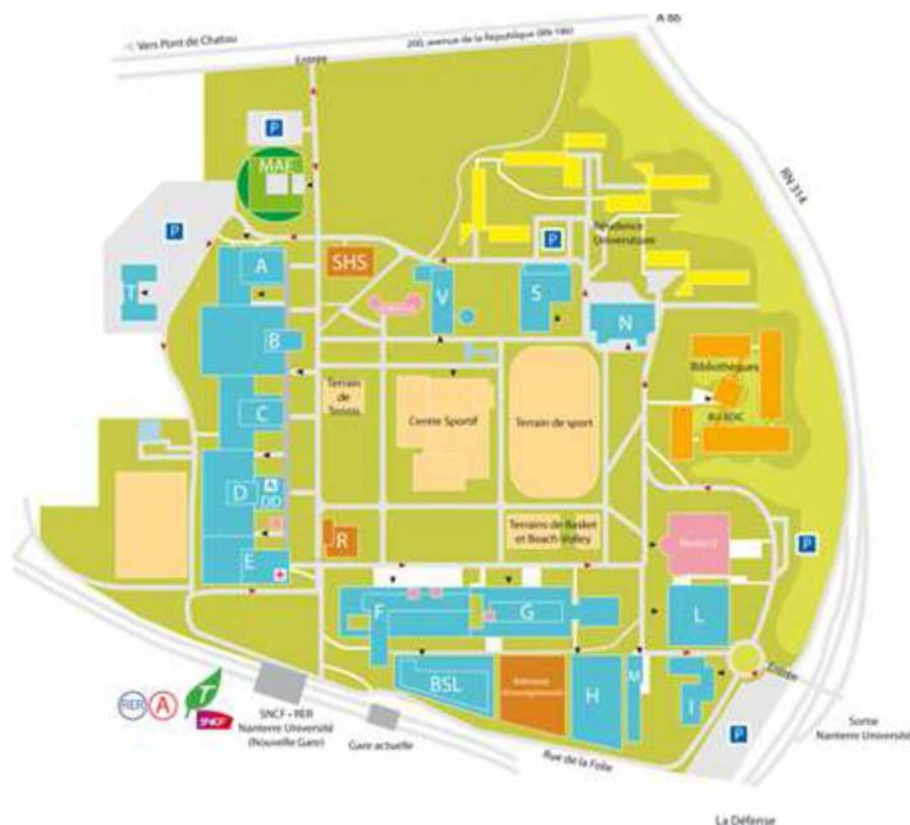 A 86
Vers Pont de Chatou
200, avenue de la République (RN 186)
Entrée
P
MAE
RN 314
P
P
Résidence
Universitaire
SHS
A
T
V
S
N
B
Bibliothèques
Terrain
de
Tennis
C
Centre Sportif
Terrain de sport
BU-BDIC
D
DD
Terrains de Basket
et Beach-Volley
R
P
E
F
G
L
Entrée
BSL
H
M
I
RER
A
T
SNCF
SNCF - RER
Nanterre Université
(Nouvelle Gare)
Gare actuelle
P
Sortie
Nanterre Université
Rue de la Folie
La Défense